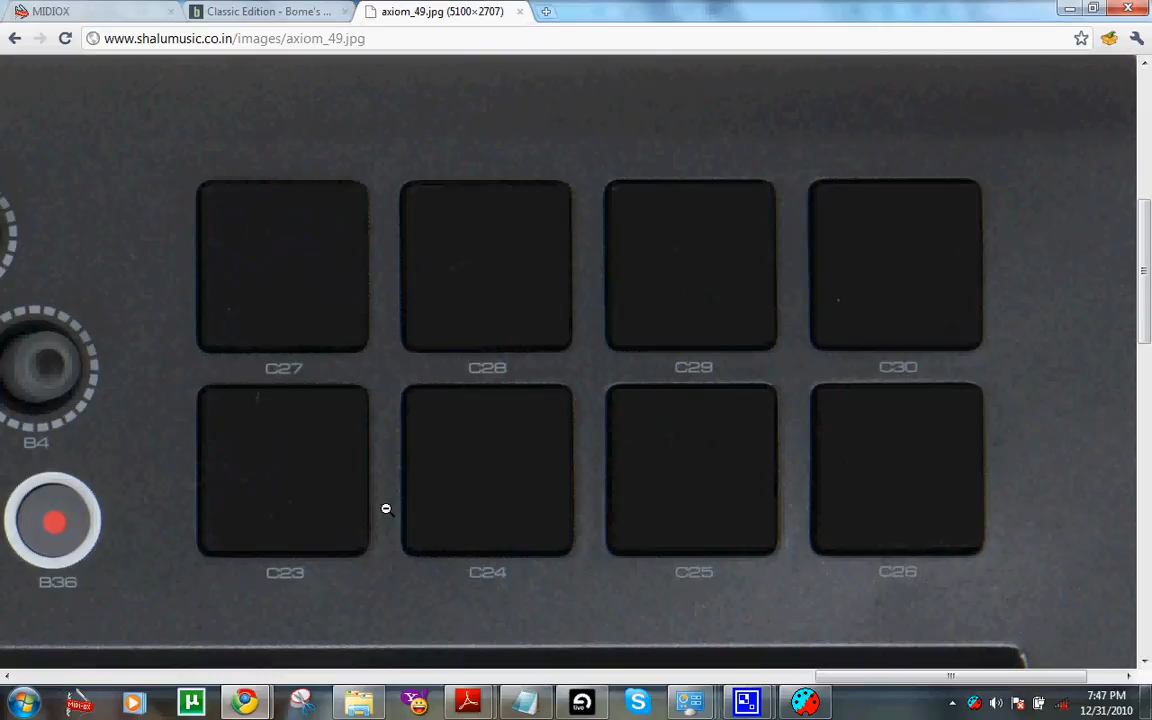 MIDIOX
Classic Edition - Bome's ...
axiom_49.jpg (5100×2707)
www.shalumusic.co.in/images/axiom_49.jpg
C27
C28
C29
C30
B4
C23
C24
C25
C26
B36
live
7:47 PM
12/31/2010